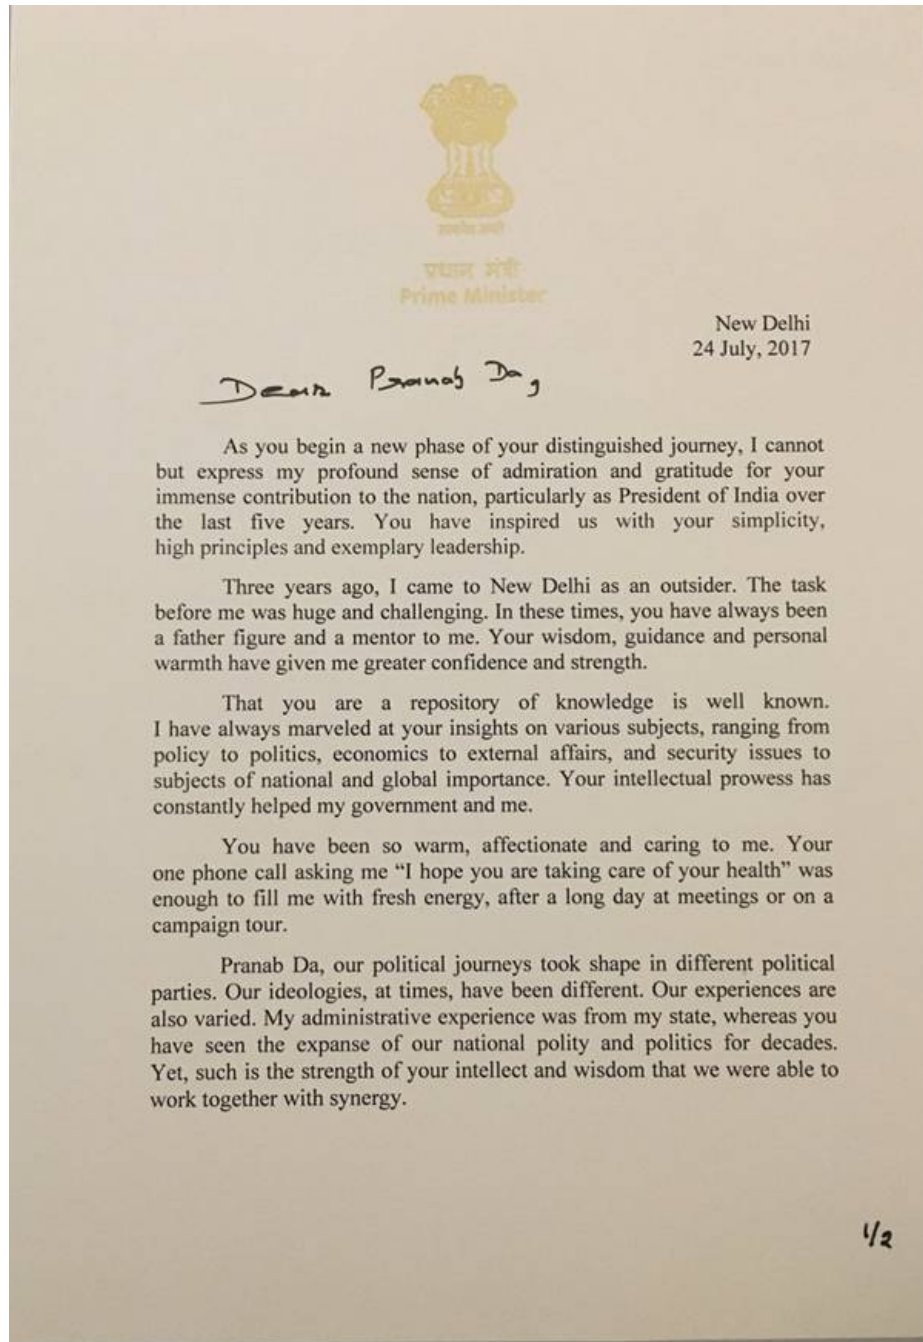 सत्यमेव जयते
प्रधान मंत्री
Prime Minister
New Delhi
24 July, 2017
Dear Pranab Da,
As you begin a new phase of your distinguished journey, I cannot
but express my profound sense of admiration and gratitude for your
immense contribution to the nation, particularly as President of India over
the last five years. You have inspired us with your simplicity,
high principles and exemplary leadership.
Three years ago, I came to New Delhi as an outsider. The task
before me was huge and challenging. In these times, you have always been
a father figure and a mentor to me. Your wisdom, guidance and personal
warmth have given me greater confidence and strength.
That you are a repository of knowledge is well known.
I have always marveled at your insights on various subjects, ranging from
policy to politics, economics to external affairs, and security issues to
subjects of national and global importance. Your intellectual prowess has
constantly helped my government and me.
You have been so warm, affectionate and caring to me. Your
one phone call asking me “I hope you are taking care of your health” was
enough to fill me with fresh energy, after a long day at meetings or on a
campaign tour.
Pranab Da, our political journeys took shape in different political
parties. Our ideologies, at times, have been different. Our experiences are
also varied. My administrative experience was from my state, whereas you
have seen the expanse of our national polity and politics for decades.
Yet, such is the strength of your intellect and wisdom that we were able to
work together with synergy.
1/2